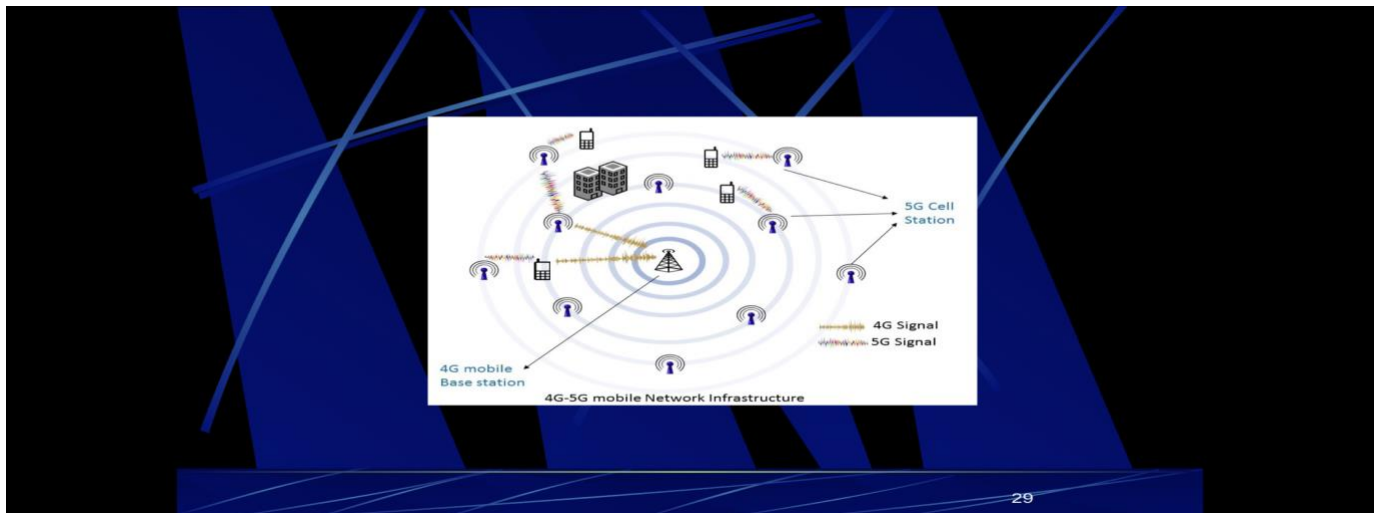 5G Cell
Station
4G Signal
5G Signal
4G mobile
Base station
4G-5G mobile Network Infrastructure
29